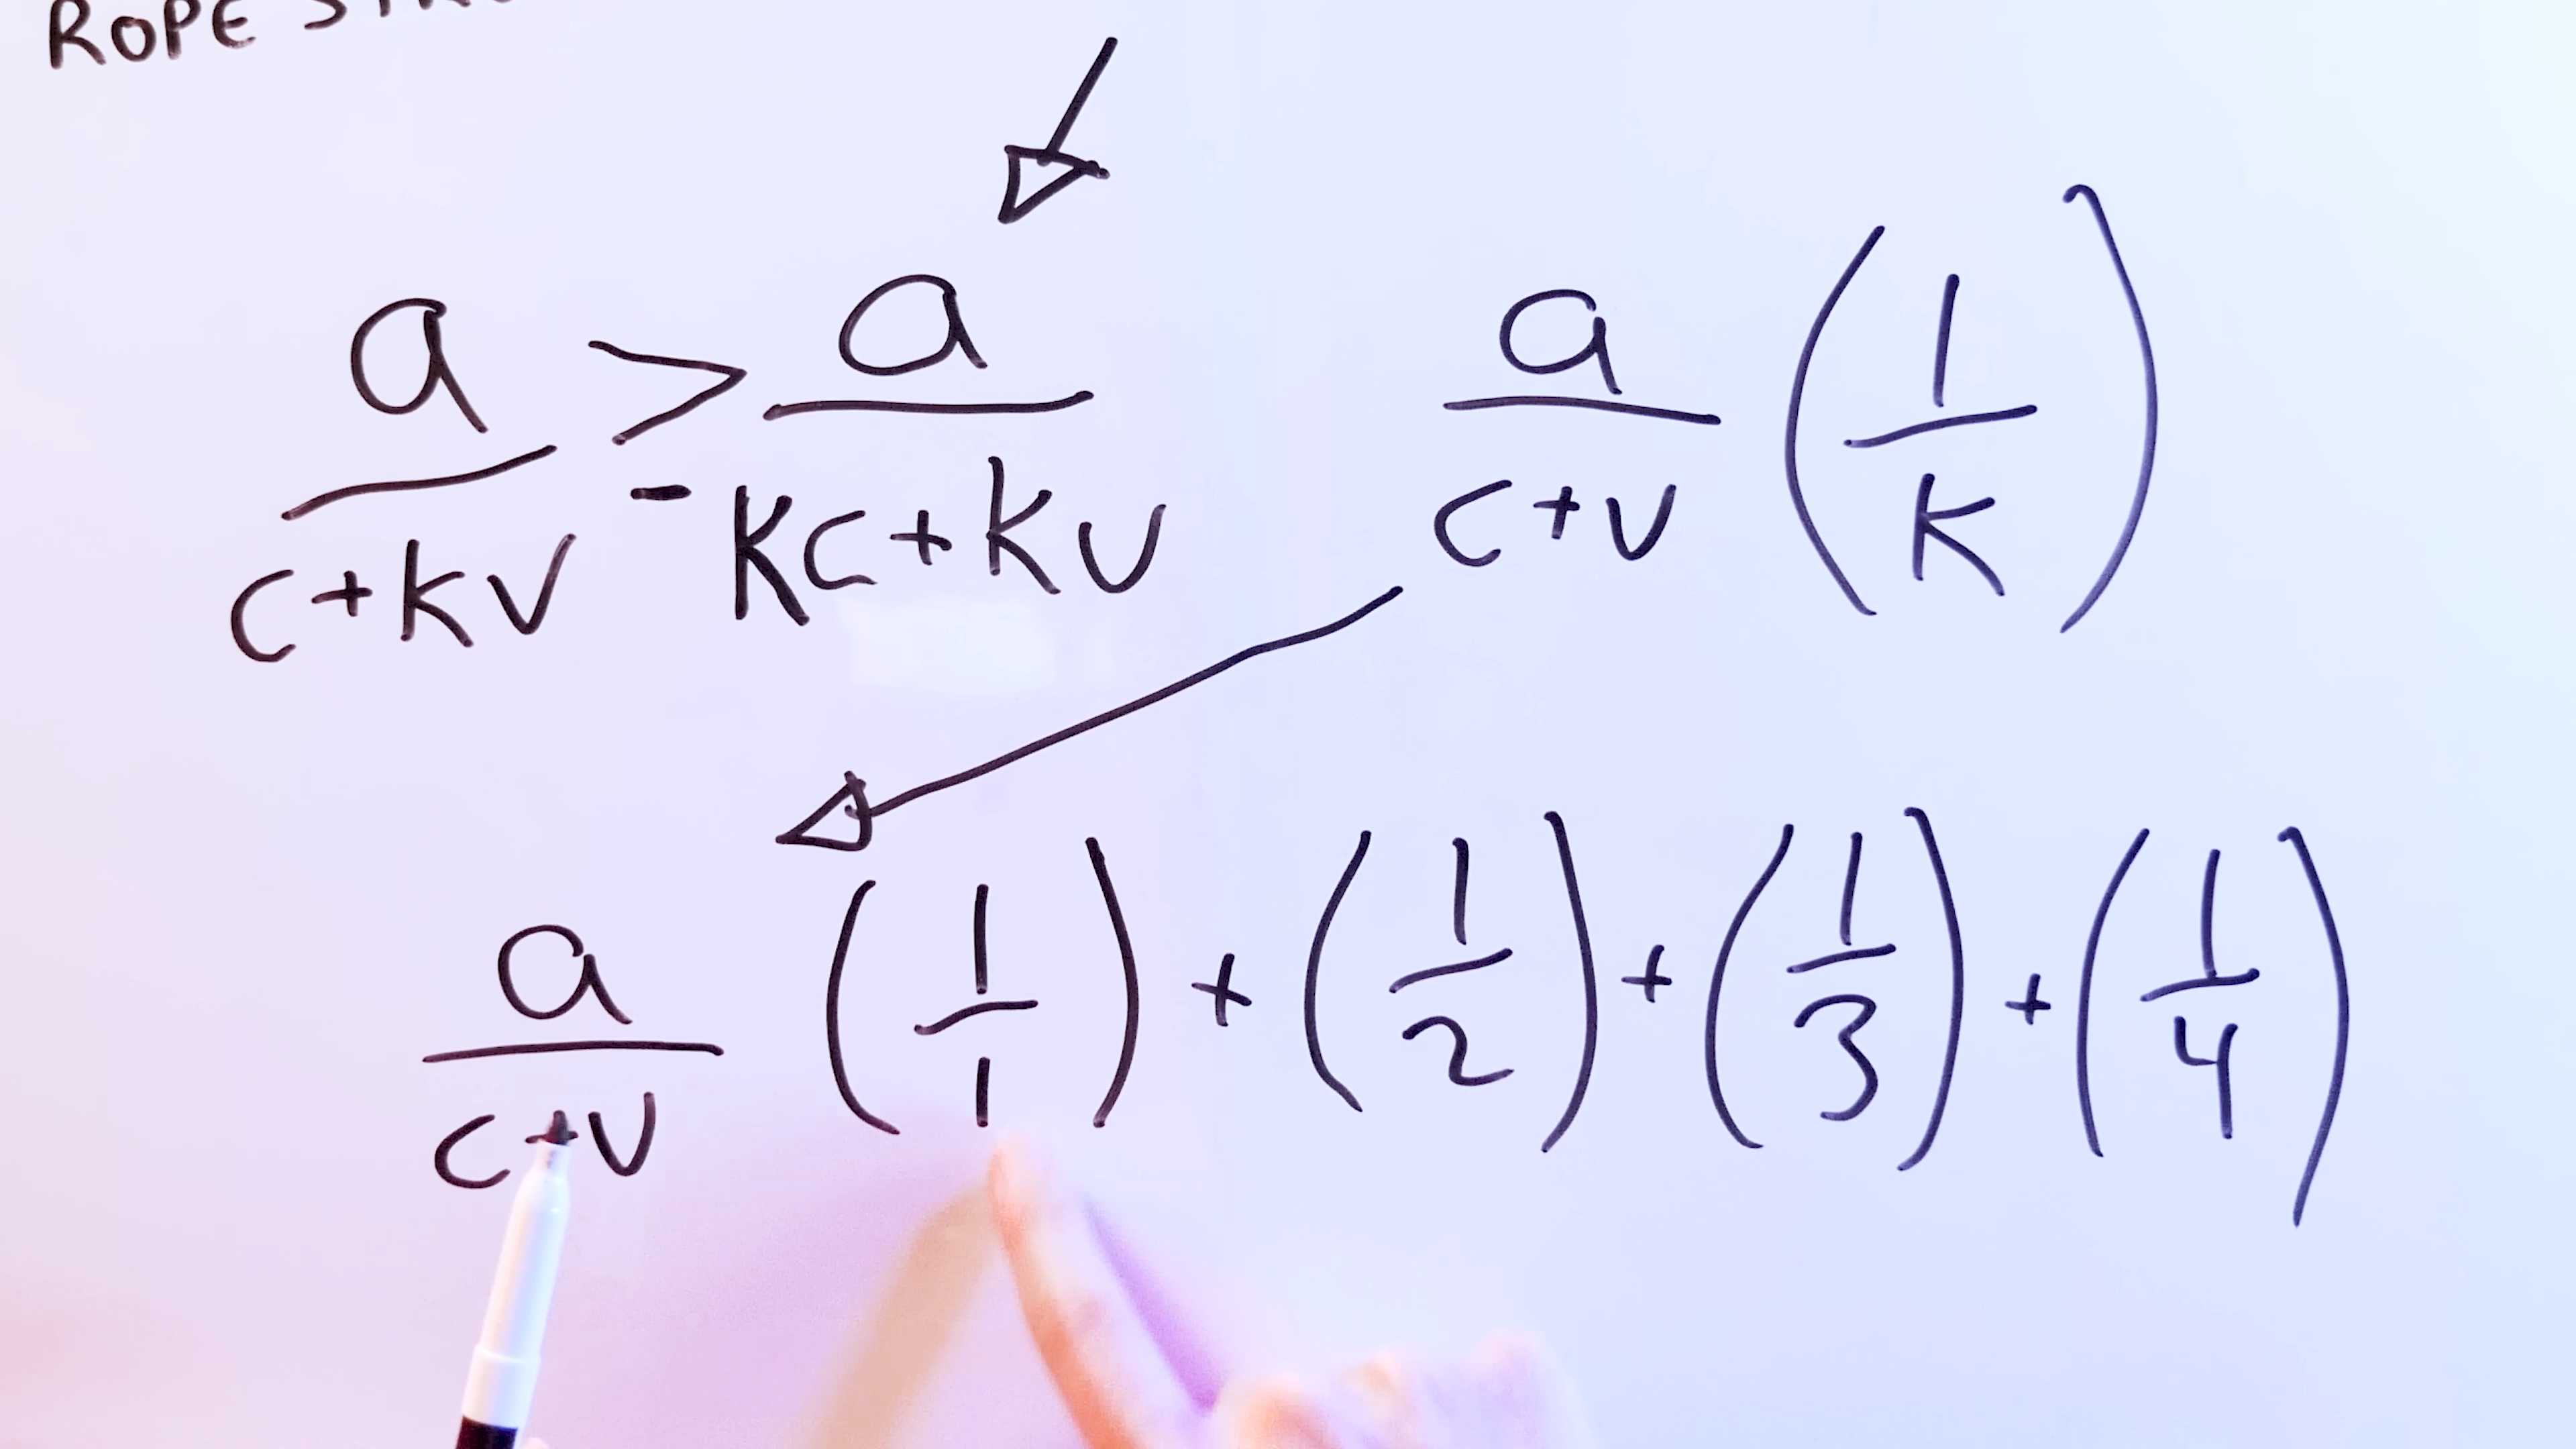 ROPE
a/(c+kv) ≥ a/(kc+kv)    a/(c+v) (1/k)
a/(c+v) (1/1) + (1/2) + (1/3) + (1/4)